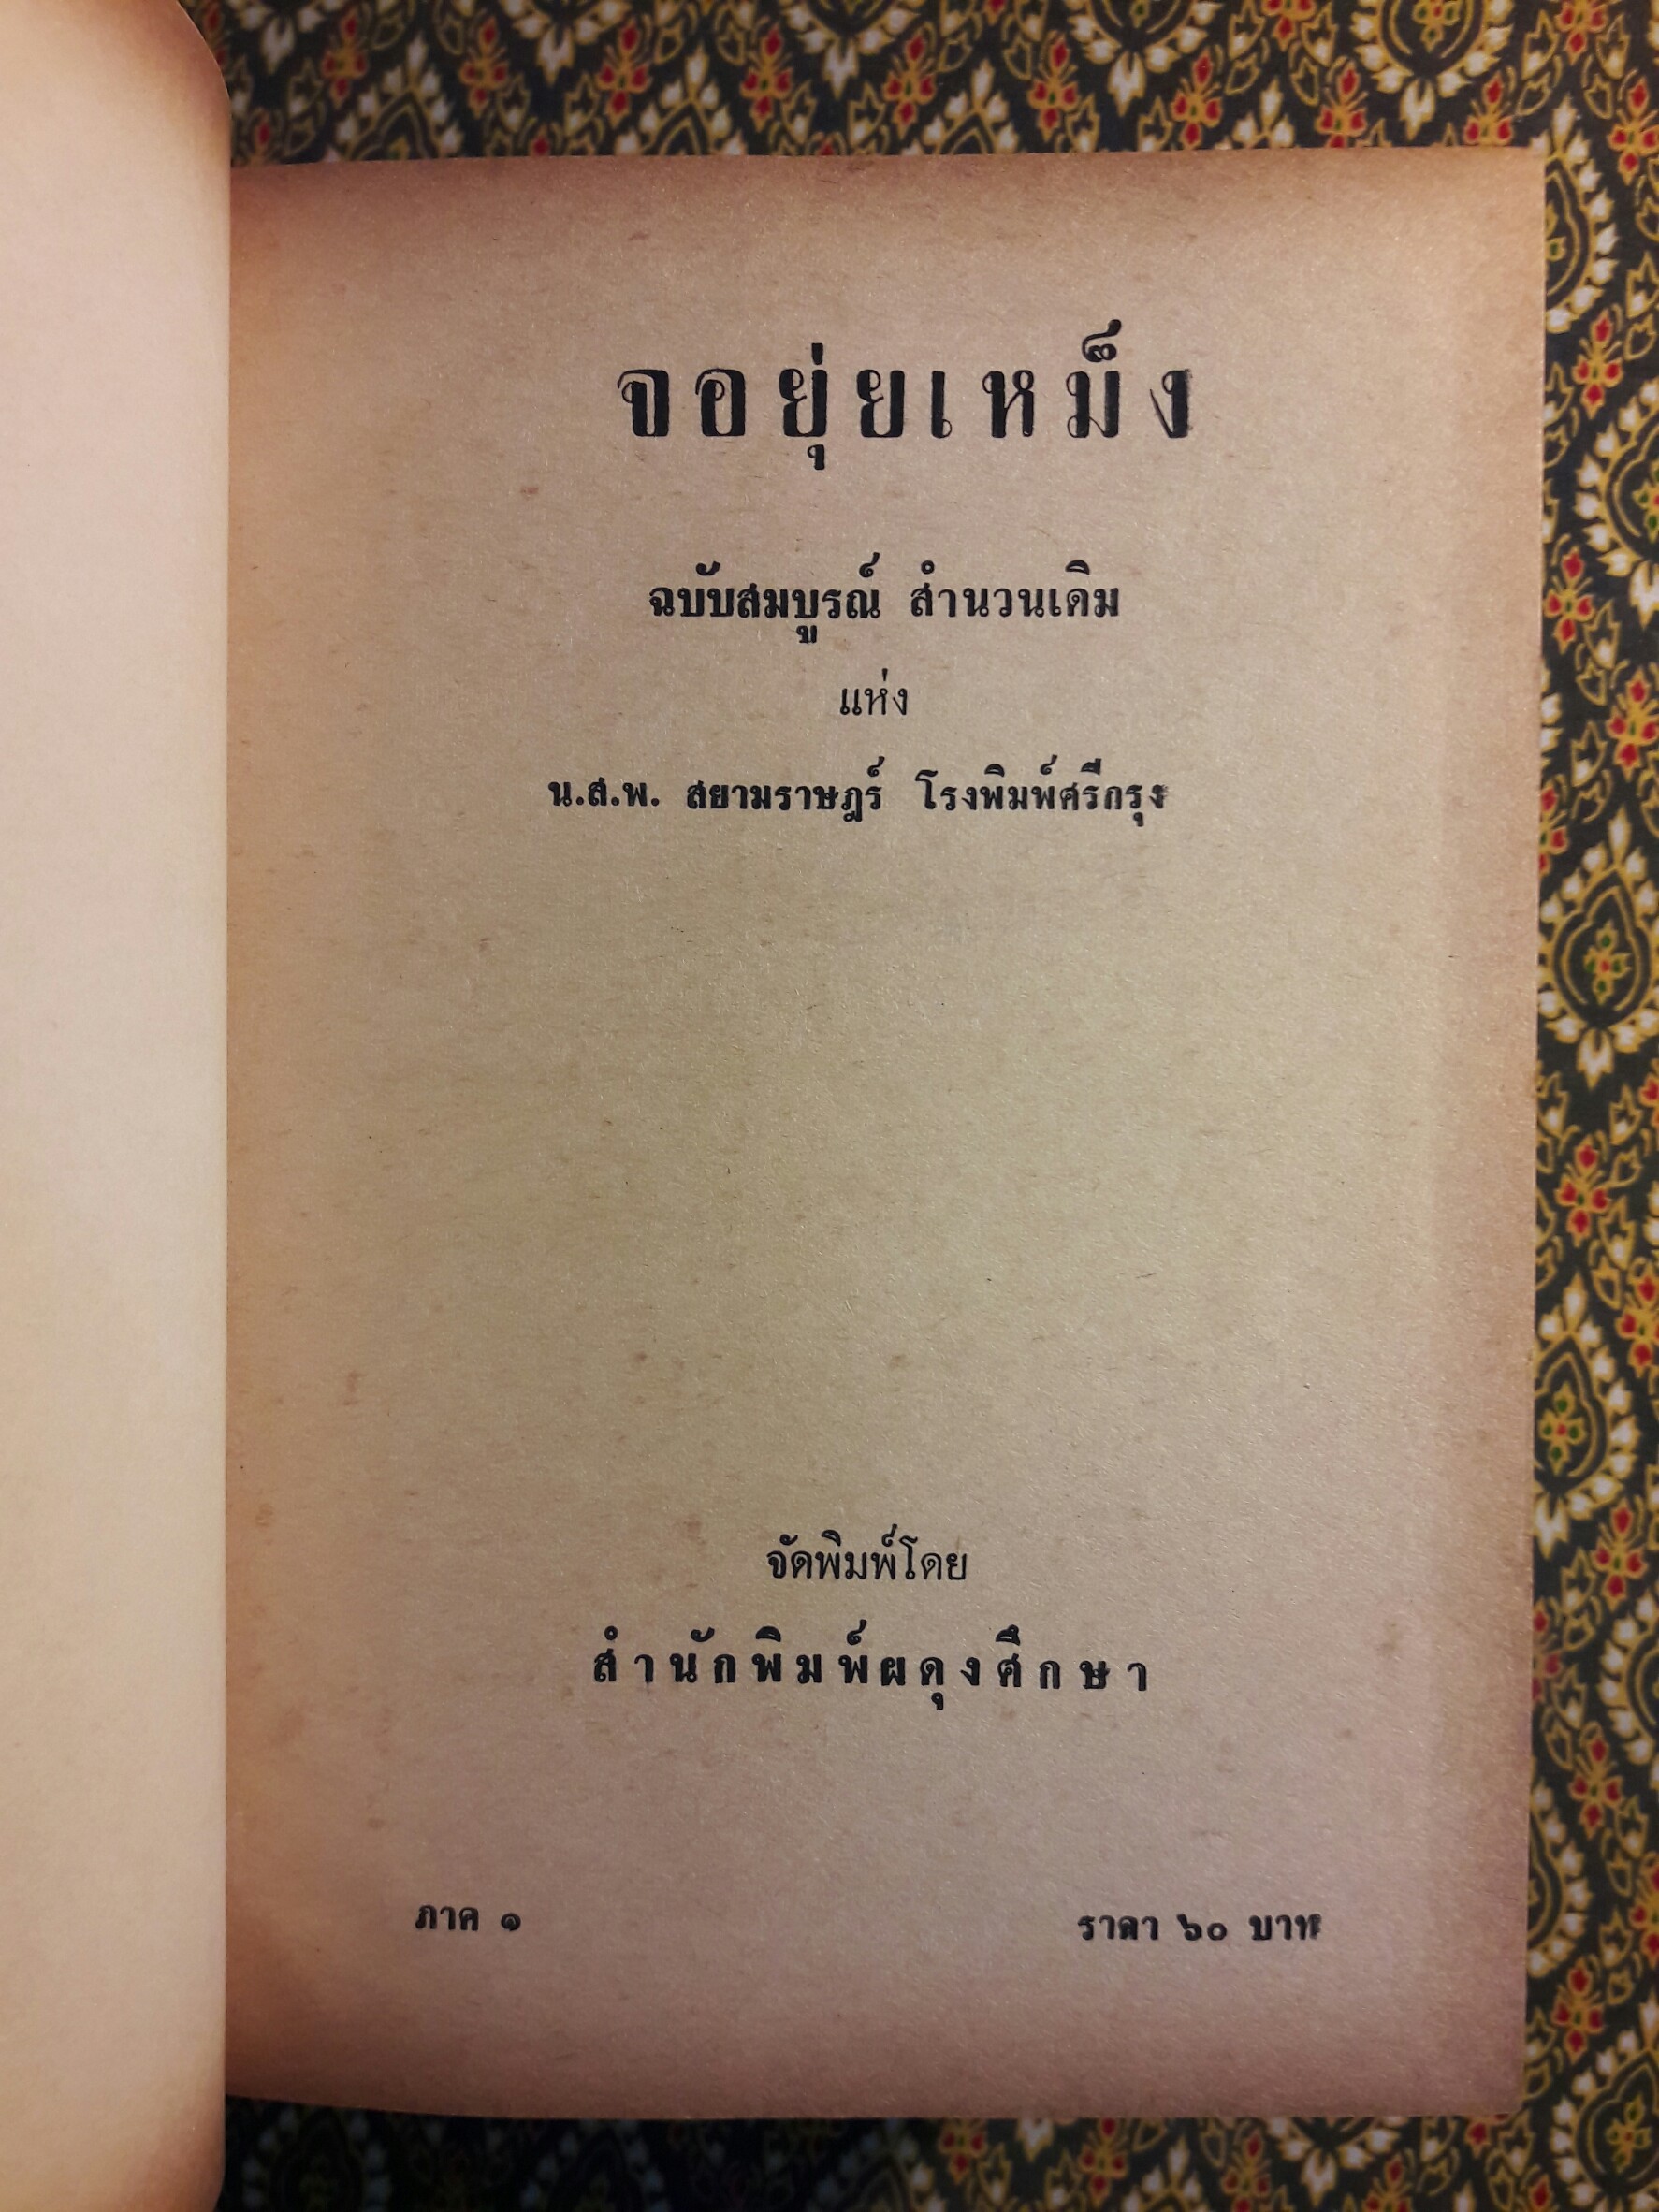 จอยุ่ยเหม็ง
ฉบับสมบูรณ์ สำนวนเดิม
แห่ง
น.ส.พ. สยามราษฎร์ โรงพิมพ์ศรีกรุง
จัดพิมพ์โดย
สำนักพิมพ์ผดุงศึกษา
ภาค ๑ ราคา ๖๐ บาท